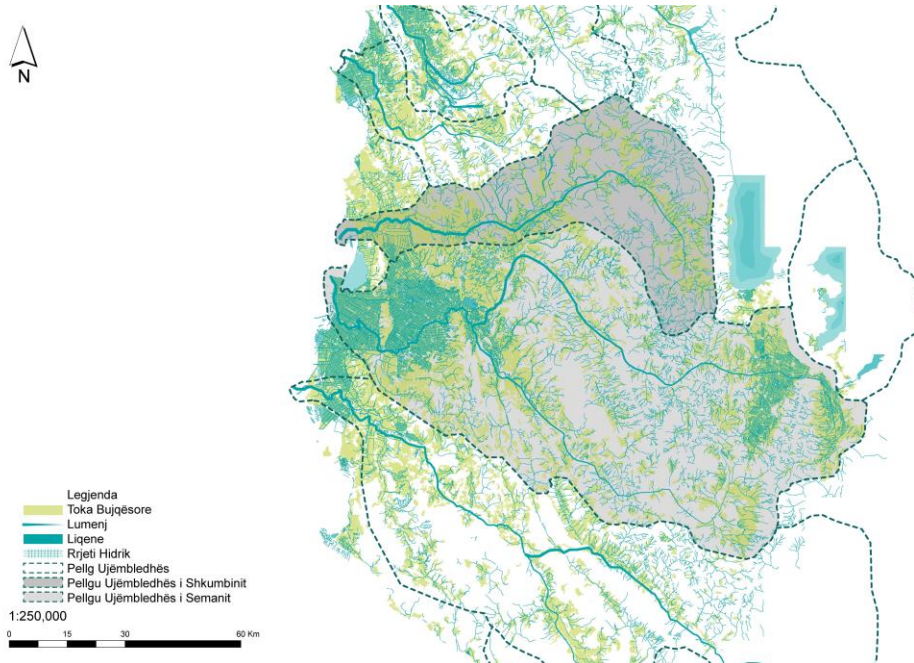 N
Legjenda
Toka Bujqësore
Lumenj
Liqene
Rrjeti Hidrik
Pellg Ujëmbledhës
Pellgu Ujëmbledhës i Shkumbinit
Pellgu Ujëmbledhës i Semanit
1:250,000
0 15 30 60 Km